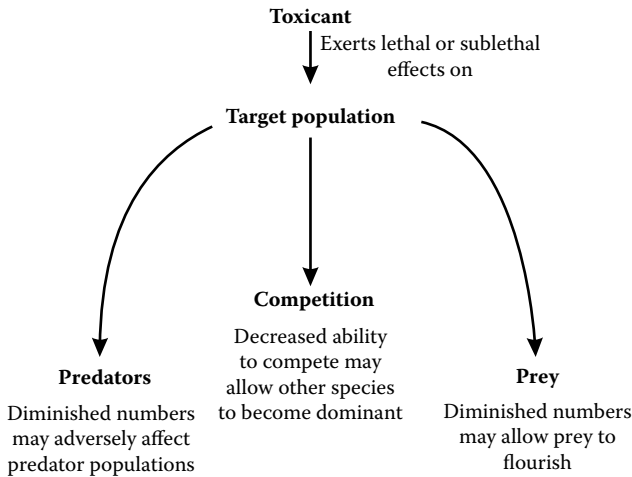 Toxicant
Exerts lethal or sublethal
effects on
Target population
Competition
Decreased ability
to compete may
allow other species
to become dominant
Predators
Diminished numbers
may adversely affect
predator populations
Prey
Diminished numbers
may allow prey to
flourish